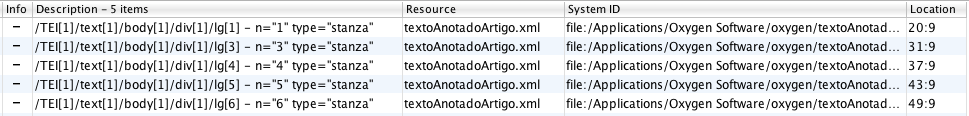 Info Description – 5 items Resource System ID Location
– /TEI[1]/text[1]/body[1]/div[1]/lg[1] – n="1" type="stanza" textoAnotadoArtigo.xml file:/Applications/Oxygen Software/oxygen/textoAnotad... 20:9
– /TEI[1]/text[1]/body[1]/div[1]/lg[3] – n="3" type="stanza" textoAnotadoArtigo.xml file:/Applications/Oxygen Software/oxygen/textoAnotad... 31:9
– /TEI[1]/text[1]/body[1]/div[1]/lg[4] – n="4" type="stanza" textoAnotadoArtigo.xml file:/Applications/Oxygen Software/oxygen/textoAnotad... 37:9
– /TEI[1]/text[1]/body[1]/div[1]/lg[5] – n="5" type="stanza" textoAnotadoArtigo.xml file:/Applications/Oxygen Software/oxygen/textoAnotad... 43:9
– /TEI[1]/text[1]/body[1]/div[1]/lg[6] – n="6" type="stanza" textoAnotadoArtigo.xml file:/Applications/Oxygen Software/oxygen/textoAnotad... 49:9